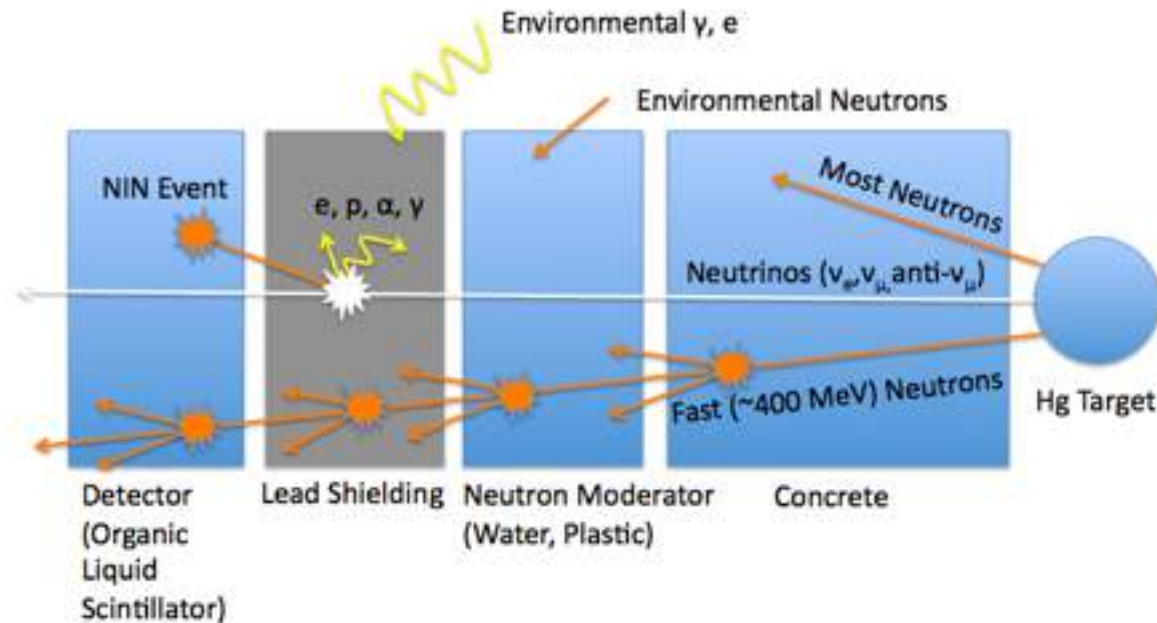 Environmental γ, e
Environmental Neutrons
NIN Event
e, p, α, γ
Most Neutrons
Neutrinos (νe,νμ,anti-νμ)
Fast (~400 MeV) Neutrons
Hg Target
Detector
(Organic
Liquid
Scintillator)
Lead Shielding
Neutron Moderator
(Water, Plastic)
Concrete